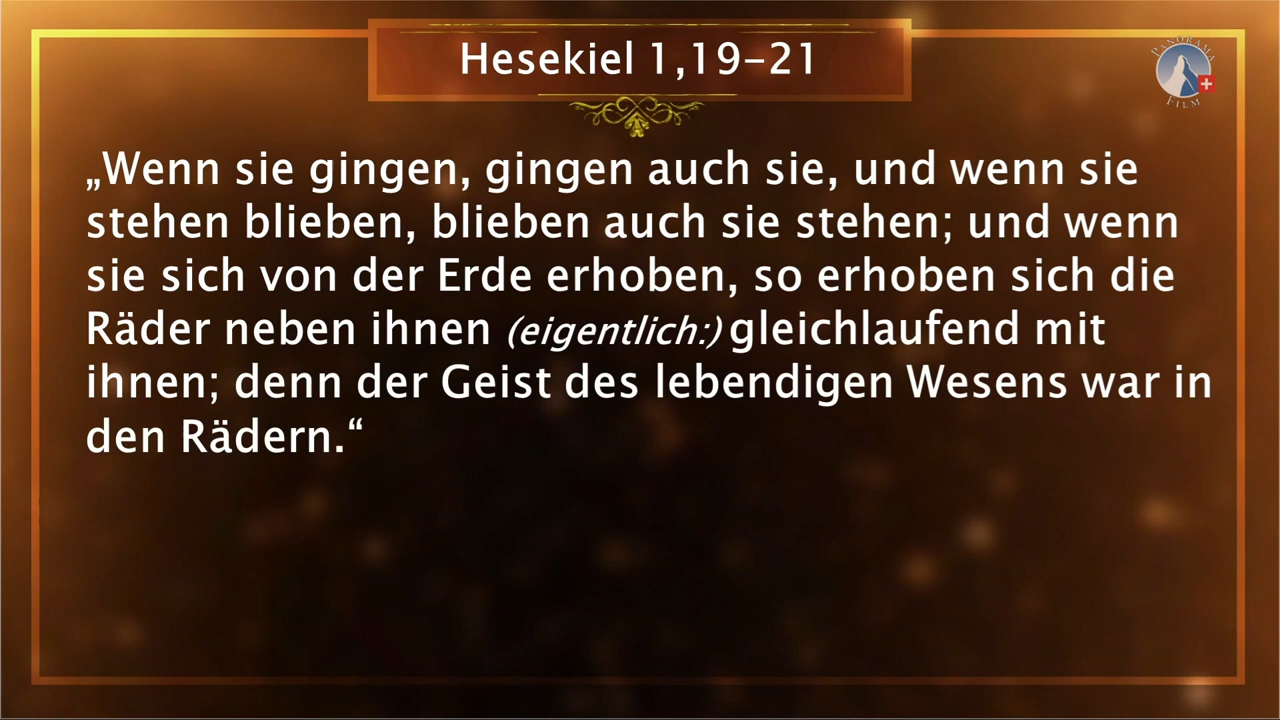 Hesekiel 1,19–21
PANORAMA
FILM
„Wenn sie gingen, gingen auch sie, und wenn sie
stehen blieben, blieben auch sie stehen; und wenn
sie sich von der Erde erhoben, so erhoben sich die
Räder neben ihnen (eigentlich:) gleichlaufend mit
ihnen; denn der Geist des lebendigen Wesens war in
den Rädern.“